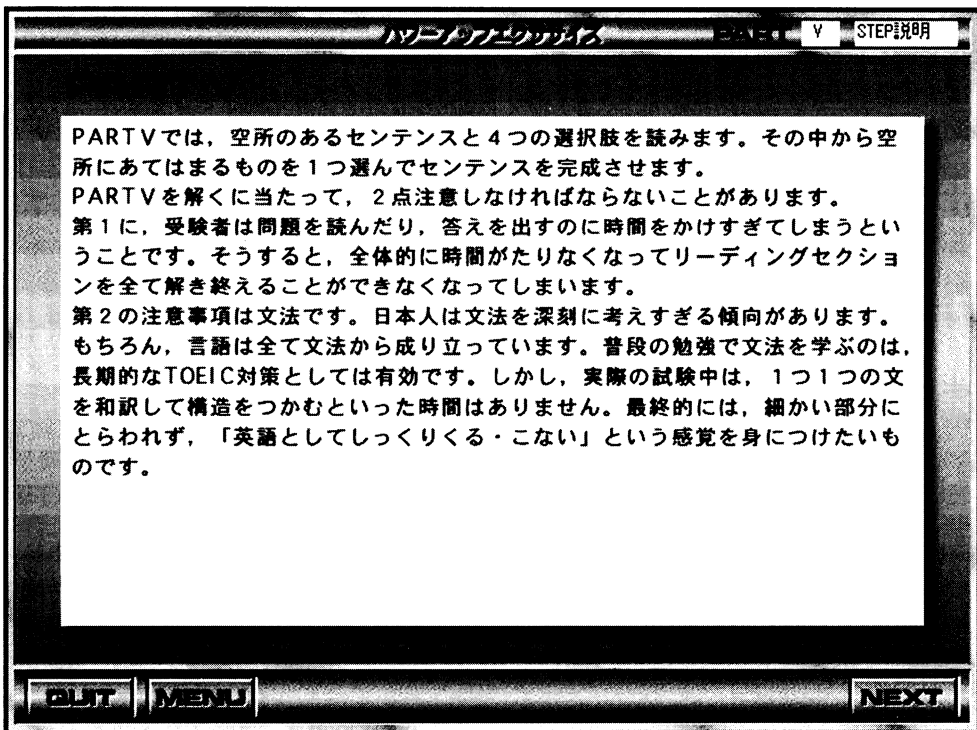 パワーアップエクササイズ PART V STEP説明
PARTVでは，空所のあるセンテンスと4つの選択肢を読みます。その中から空
所にあてはまるものを1つ選んでセンテンスを完成させます。
PARTVを解くに当たって，2点注意しなければならないことがあります。
第1に，受験者は問題を読んだり，答えを出すのに時間をかけすぎてしまうとい
うことです。そうすると，全体的に時間がたりなくなってリーディングセクショ
ンを全て解き終えることができなくなってしまいます。
第2の注意事項は文法です。日本人は文法を深刻に考えすぎる傾向があります。
もちろん，言語は全て文法から成り立っています。普段の勉強で文法を学ぶのは，
長期的なTOEIC対策としては有効です。しかし，実際の試験中は，1つ1つの文
を和訳して構造をつかむといった時間はありません。最終的には，細かい部分に
とらわれず，「英語としてしっくりくる・こない」という感覚を身につけたいも
のです。
QUIT MENU NEXT